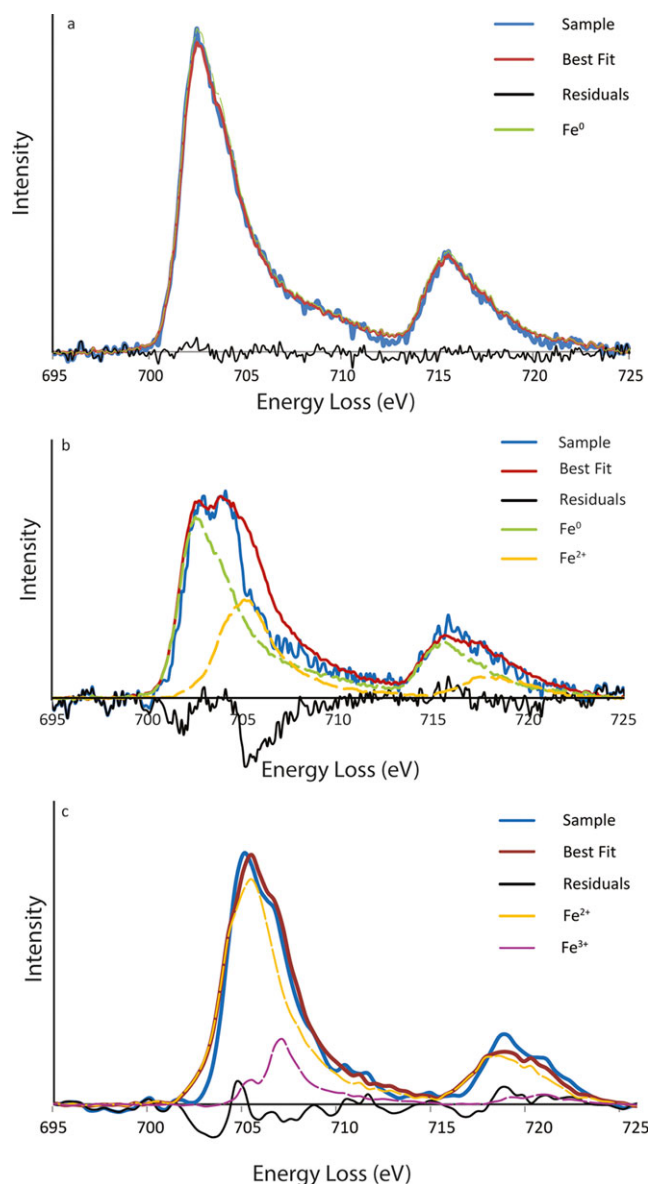 a
Sample
Best Fit
Residuals
Fe⁰
Intensity
695 700 705 710 715 720 725
Energy Loss (eV)
b
Sample
Best Fit
Residuals
Fe⁰
Fe²⁺
Intensity
695 700 705 710 715 720 725
Energy Loss (eV)
c
Sample
Best Fit
Residuals
Fe²⁺
Fe³⁺
Intensity
695 700 705 710 715 720 725
Energy Loss (eV)